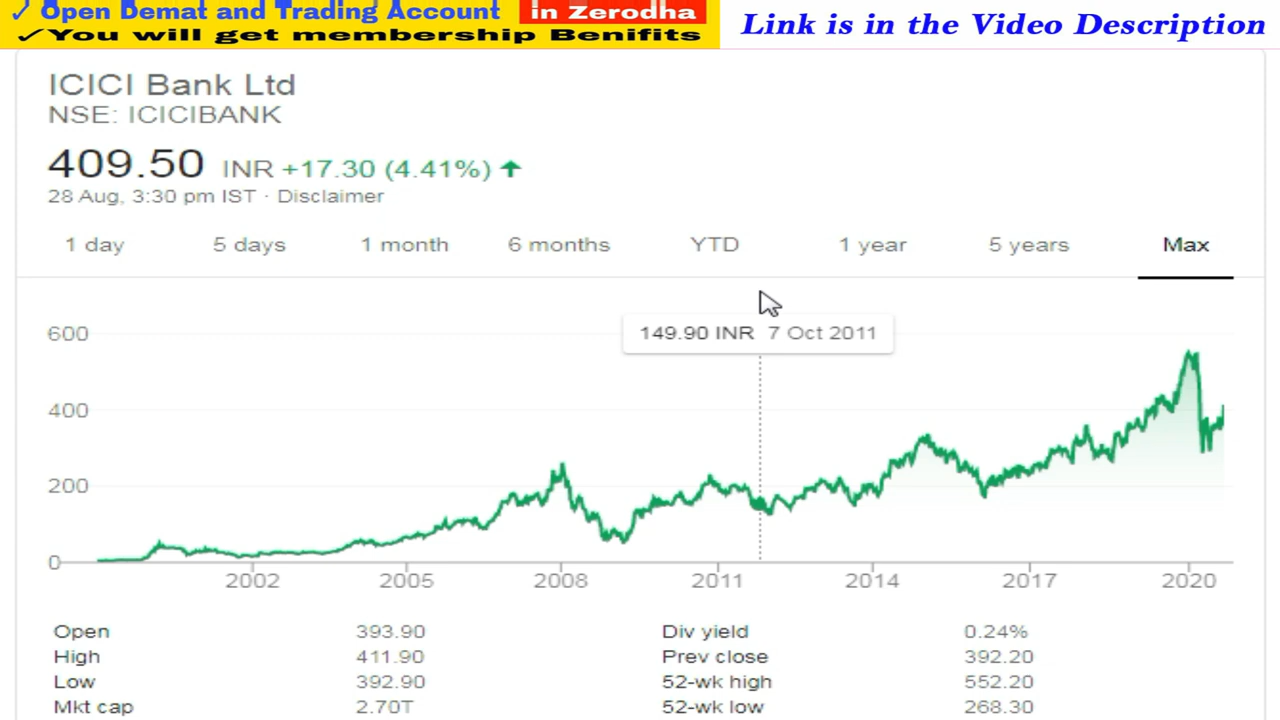 ✓ Open Demat and Trading Account in Zerodha
✓You will get membership Benifits
Link is in the Video Description
ICICI Bank Ltd
NSE: ICICIBANK
409.50 INR +17.30 (4.41%) ↑
28 Aug, 3:30 pm IST · Disclaimer
1 day 5 days 1 month 6 months YTD 1 year 5 years Max
149.90 INR 7 Oct 2011
600
400
200
0
2002 2005 2008 2011 2014 2017 2020
Open 393.90 Div yield 0.24%
High 411.90 Prev close 392.20
Low 392.90 52-wk high 552.20
Mkt cap 2.70T 52-wk low 268.30